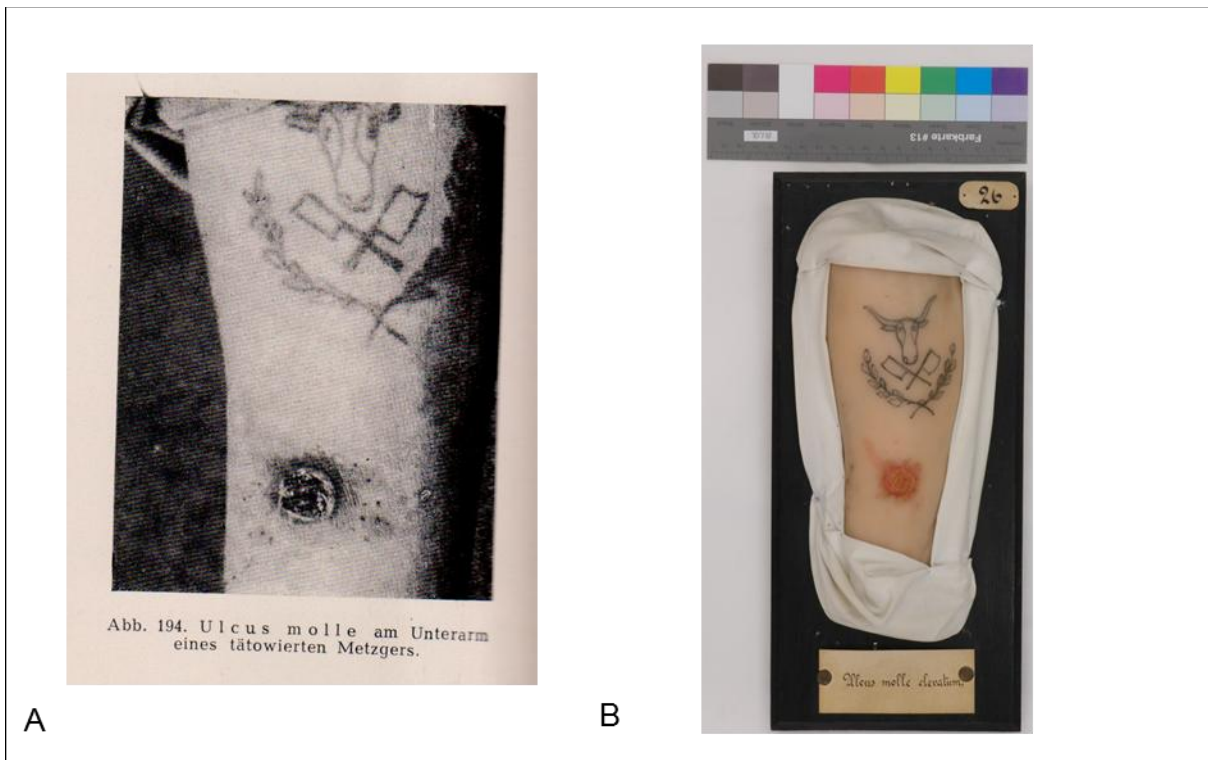 Abb. 194. Ulcus molle am Unterarm
eines tätowierten Metzgers.
A
Farbkarte #13
B.I.G.
26
Ulcus molle elevatum.
B